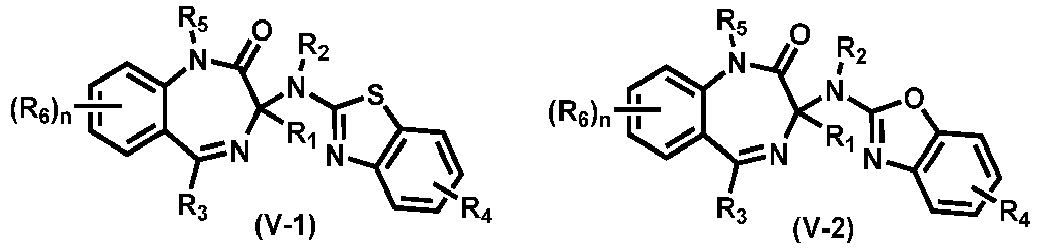 R5 O R2 N N S (R6)n R1 N N R3 R4 (V-1)
R5 O R2 N N O (R6)n R1 N N R3 R4 (V-2)